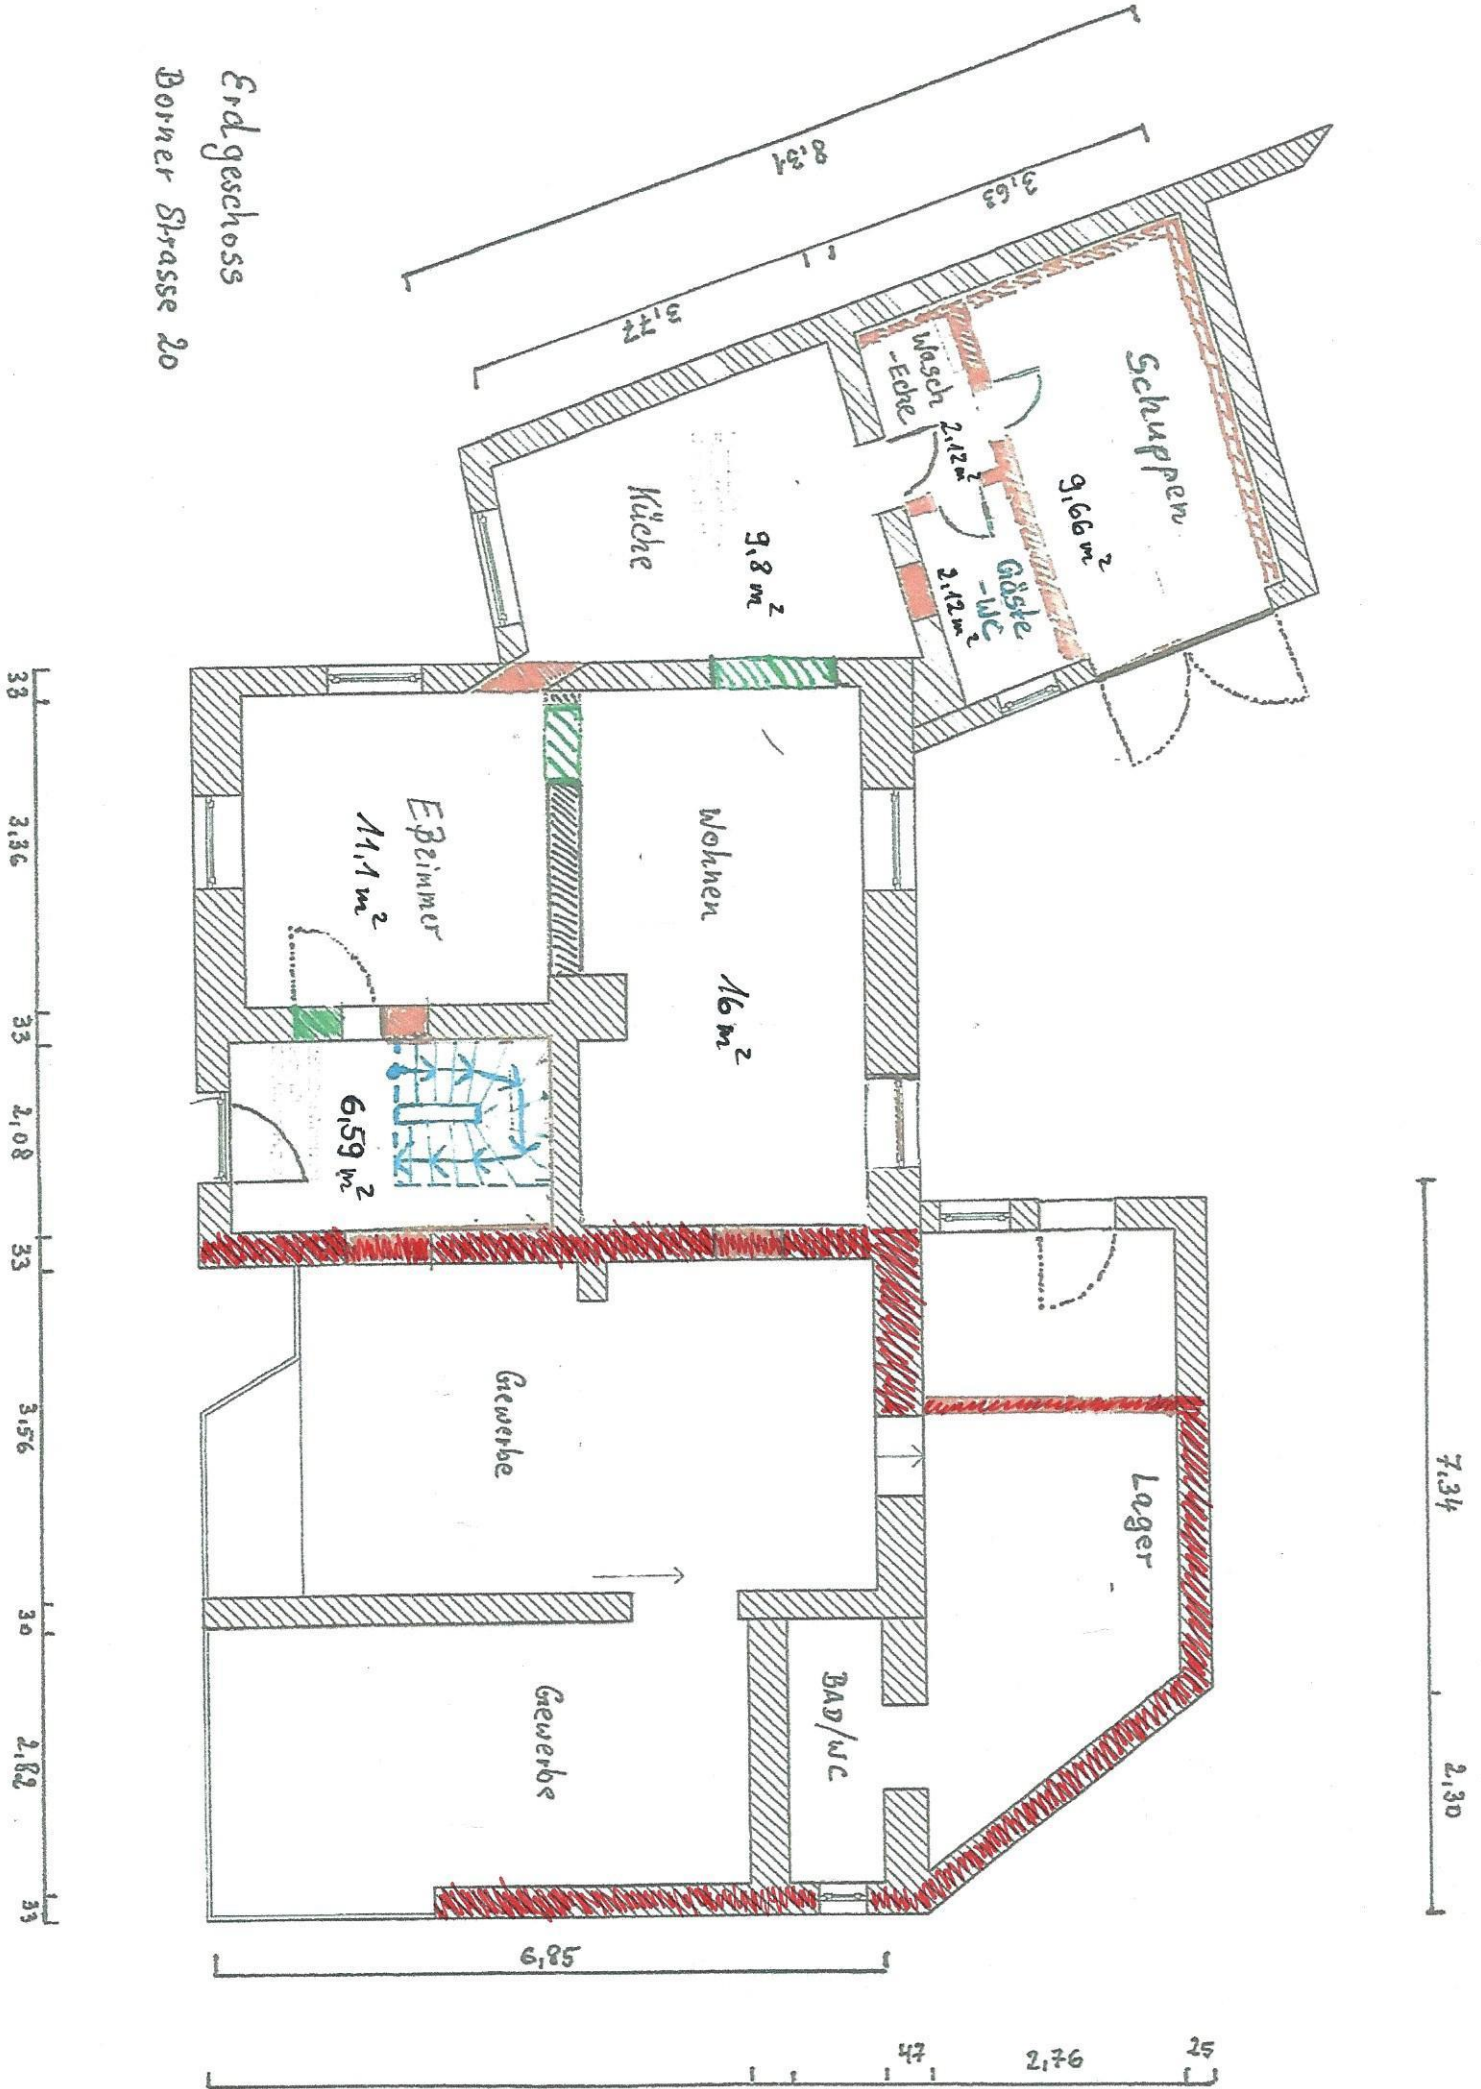 Erdgeschoss
Borner Strasse 20
8,31
3,63
3,77
Schuppen
9,66 m²
Wasch
-Ecke
2,12 m²
Gäste
-WC
2,12 m²
Küche
9,8 m²
Wohnen
16 m²
Eßzimmer
11,1 m²
6,59 m²
Gewerbe
Gewerbe
Lager
BAD/WC
33
3,36
33
2,08
33
3,56
30
2,82
33
7,34
2,30
6,85
47
2,76
25